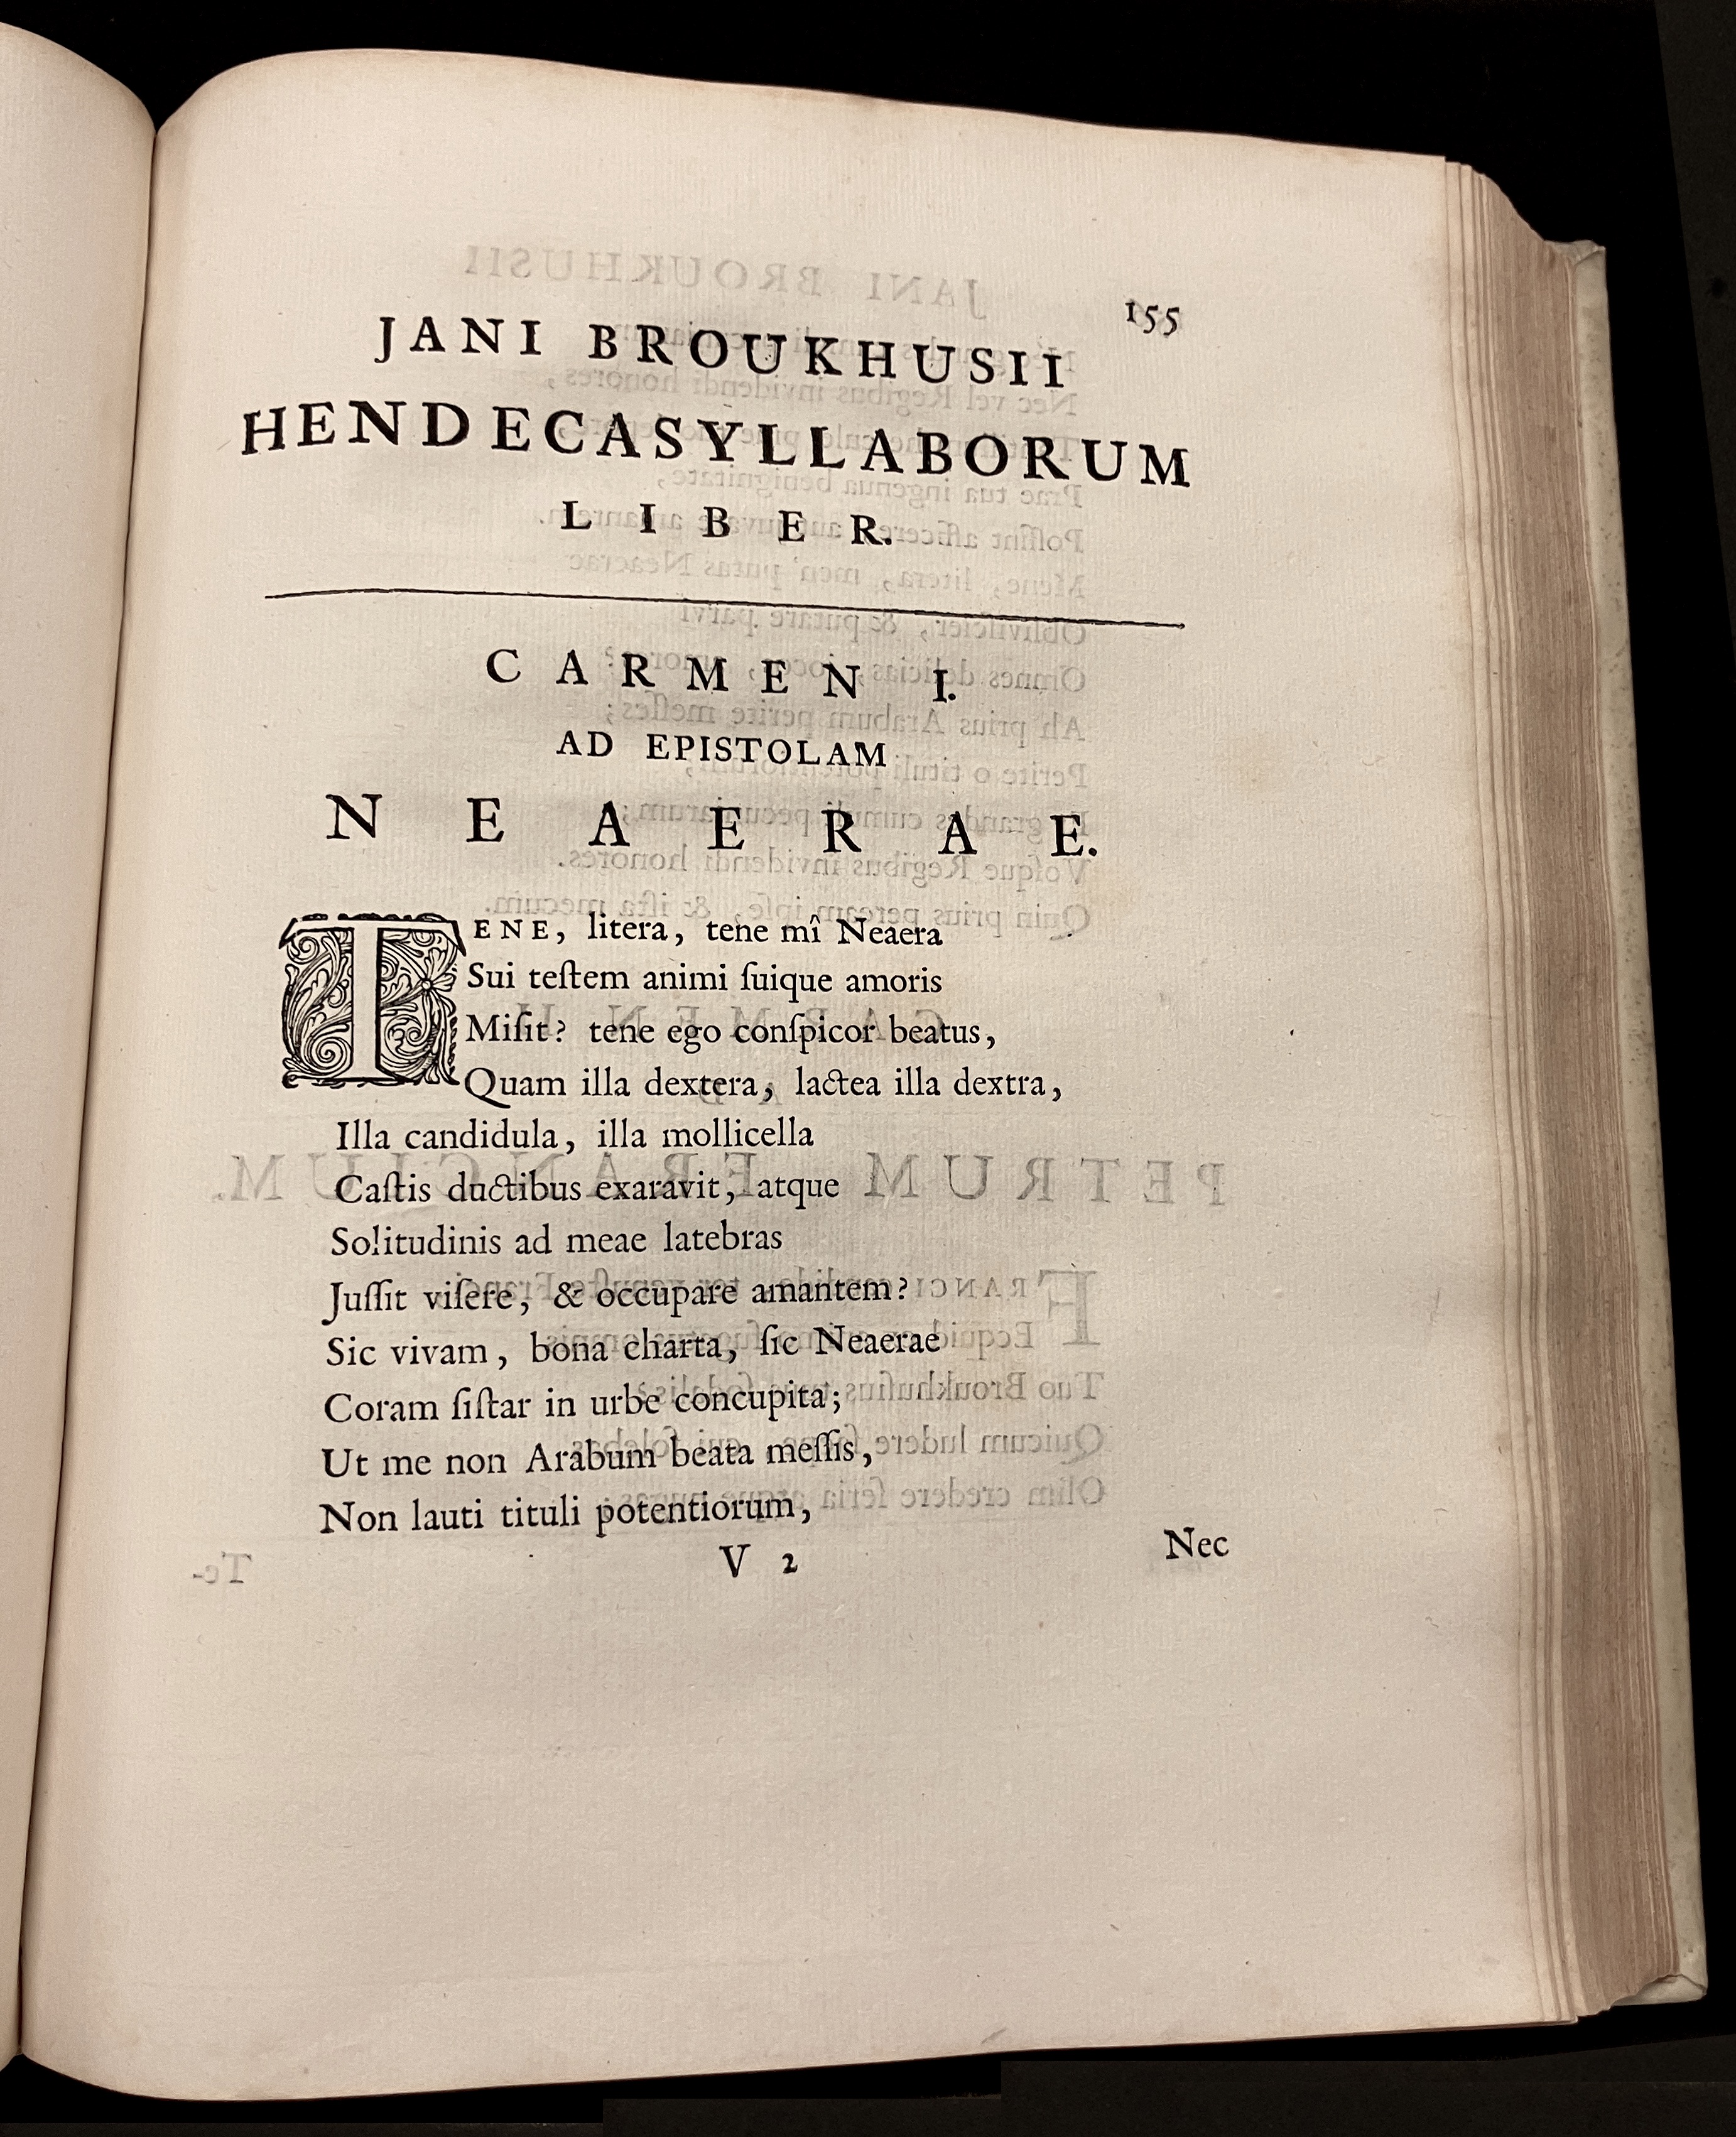 155
JANI BROUKHUSII
HENDECASYLLABORUM
LIBER.
CARMEN I.
AD EPISTOLAM
NEAERAE.
TENE, litera, tene mî Neaera
Sui teſtem animi ſuique amoris
Miſit? tene ego conſpicor beatus,
Quam illa dextera, lactea illa dextra,
Illa candidula, illa mollicella
Caſtis ductibus exaravit, atque
Solitudinis ad meae latebras
Juſſit viſere, & occupare amantem?
Sic vivam, bona charta, ſic Neaerae
Coram ſiſtar in urbe concupita;
Ut me non Arabum beata meſſis,
Non lauti tituli potentiorum,
V 2
Nec